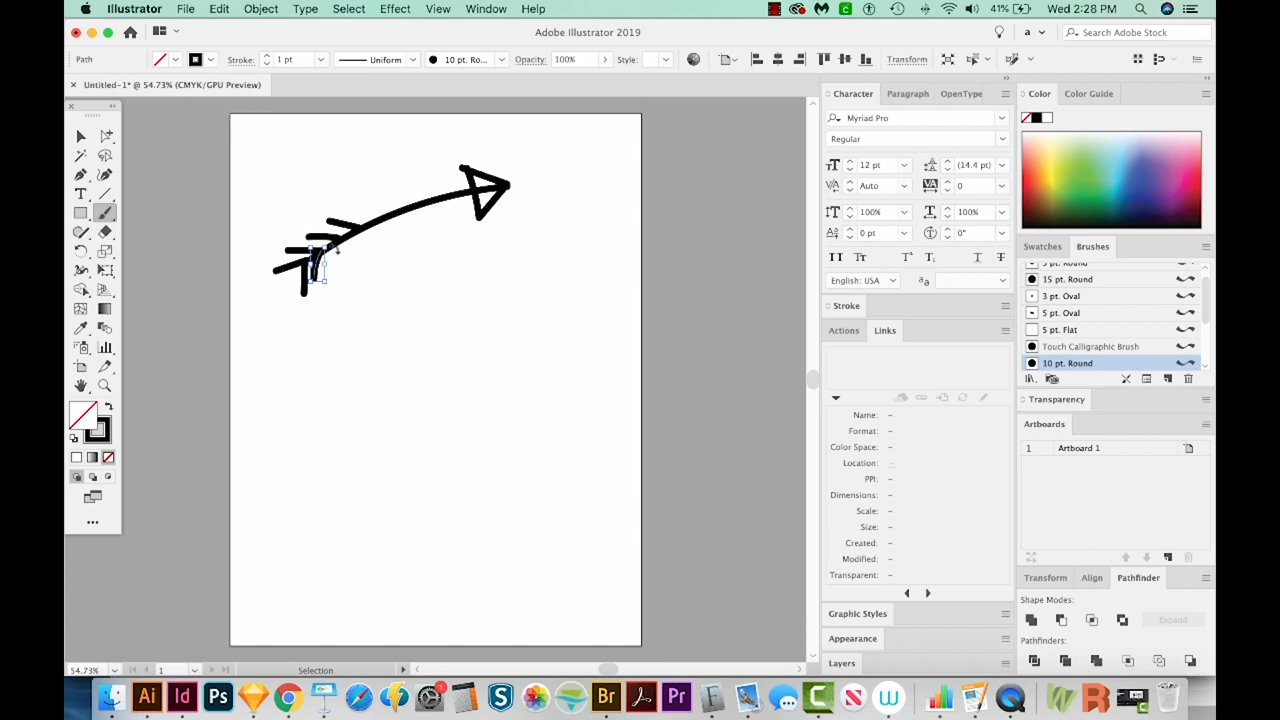 Illustrator File Edit Object Type Select Effect View Window Help 41% Wed 2:28 PM
Adobe Illustrator 2019 a Search Adobe Stock
Path Stroke: 1 pt Uniform 10 pt. Ro... Opacity: 100% Style: Transform
Untitled-1* @ 54.73% (CMYK/GPU Preview)
Character Paragraph OpenType
Myriad Pro
Regular
12 pt (14.4 pt)
Auto 0
100% 100%
0 pt 0°
English: USA
Stroke
Actions Links
Name: –
Format: –
Color Space: –
Location: –
PPI: –
Dimensions: –
Scale: –
Size: –
Created: –
Modified: –
Transparent: –
Graphic Styles
Appearance
Layers
Color Color Guide
Swatches Brushes
15 pt. Round
3 pt. Oval
5 pt. Oval
5 pt. Flat
Touch Calligraphic Brush
10 pt. Round
Transparency
Artboards
1 Artboard 1
Transform Align Pathfinder
Shape Modes:
Expand
Pathfinders:
54.73% 1 Selection
Ai Id Ps Br Pr